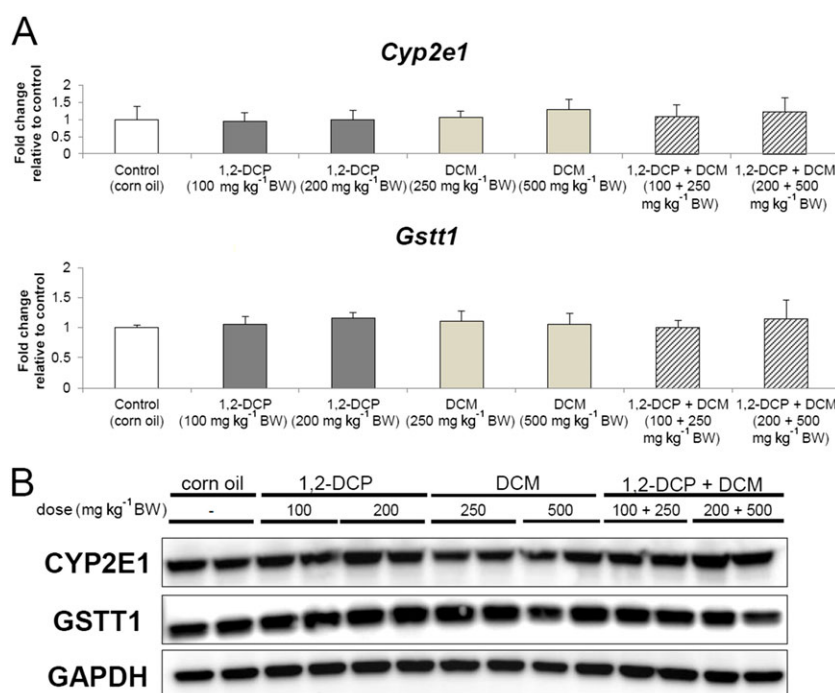 A
Cyp2e1
Fold change
relative to control
2
1.5
1
0.5
0
Control
(corn oil)
1,2-DCP
(100 mg kg⁻¹ BW)
1,2-DCP
(200 mg kg⁻¹ BW)
DCM
(250 mg kg⁻¹ BW)
DCM
(500 mg kg⁻¹ BW)
1,2-DCP + DCM
(100 + 250
mg kg⁻¹ BW)
1,2-DCP + DCM
(200 + 500
mg kg⁻¹ BW)
Gstt1
Fold change
relative to control
2
1.5
1
0.5
0
Control
(corn oil)
1,2-DCP
(100 mg kg⁻¹ BW)
1,2-DCP
(200 mg kg⁻¹ BW)
DCM
(250 mg kg⁻¹ BW)
DCM
(500 mg kg⁻¹ BW)
1,2-DCP + DCM
(100 + 250
mg kg⁻¹ BW)
1,2-DCP + DCM
(200 + 500
mg kg⁻¹ BW)
B
corn oil 1,2-DCP DCM 1,2-DCP + DCM
dose (mg kg⁻¹ BW) - 100 200 250 500 100 + 250 200 + 500
CYP2E1
GSTT1
GAPDH